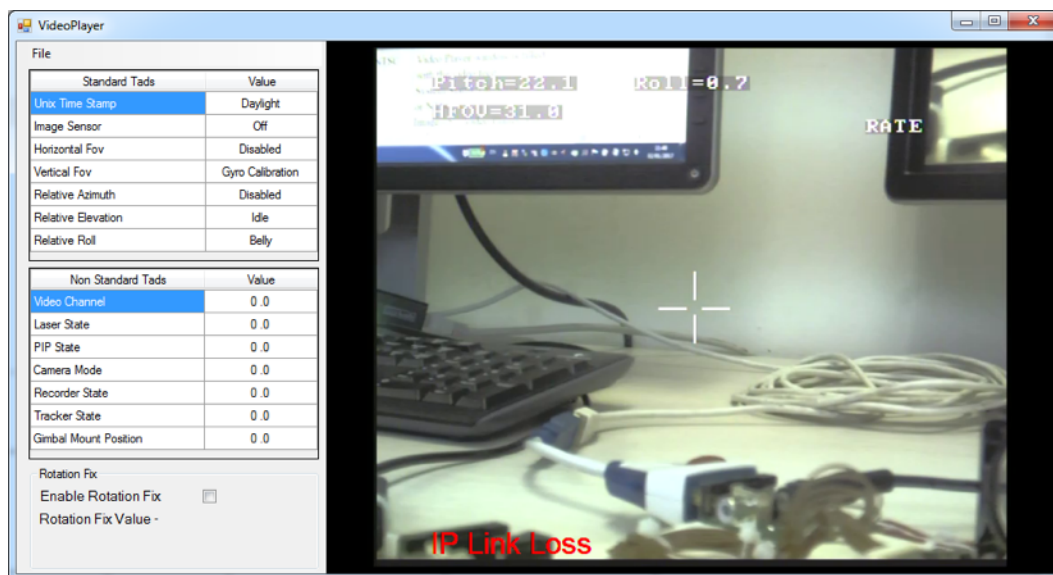 VideoPlayer
File
Standard Tads Value
Unix Time Stamp Daylight
Image Sensor Off
Horizontal Fov Disabled
Vertical Fov Gyro Calibration
Relative Azimuth Disabled
Relative Elevation Idle
Relative Roll Belly
Non Standard Tads Value
Video Channel 0 .0
Laser State 0 .0
PIP State 0 .0
Camera Mode 0 .0
Recorder State 0 .0
Tracker State 0 .0
Gimbal Mount Position 0 .0
Rotation Fix
Enable Rotation Fix
Rotation Fix Value -
Pitch=22.1 Roll=0.7
HFOV=31.0
RATE
IP Link Loss